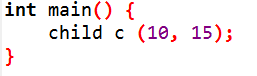 int main() {
    child c (10, 15);
}